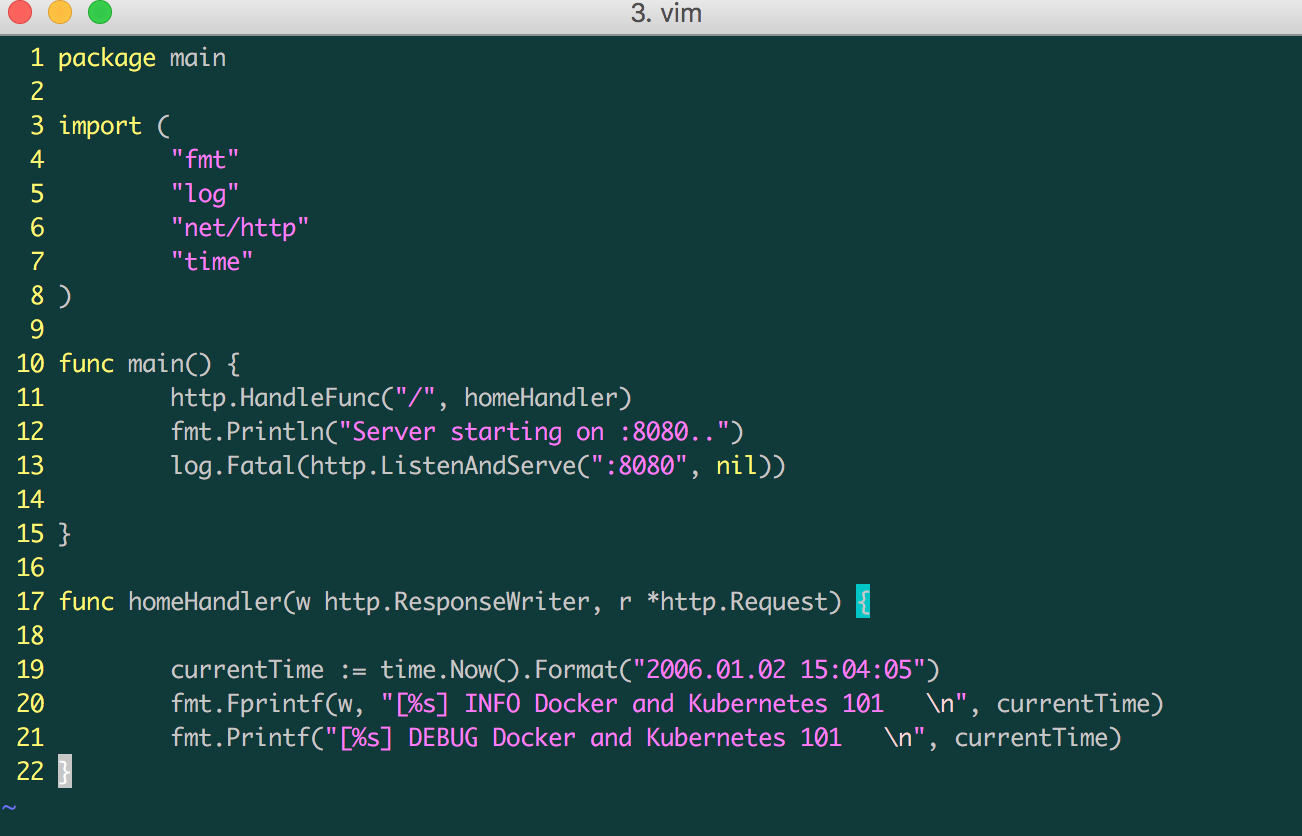 3. vim
1 package main
2
3 import (
4         "fmt"
5         "log"
6         "net/http"
7         "time"
8 )
9
10 func main() {
11         http.HandleFunc("/", homeHandler)
12         fmt.Println("Server starting on :8080..")
13         log.Fatal(http.ListenAndServe(":8080", nil))
14
15 }
16
17 func homeHandler(w http.ResponseWriter, r *http.Request) {
18
19         currentTime := time.Now().Format("2006.01.02 15:04:05")
20         fmt.Fprintf(w, "[%s] INFO Docker and Kubernetes 101   \n", currentTime)
21         fmt.Printf("[%s] DEBUG Docker and Kubernetes 101   \n", currentTime)
22 }
~